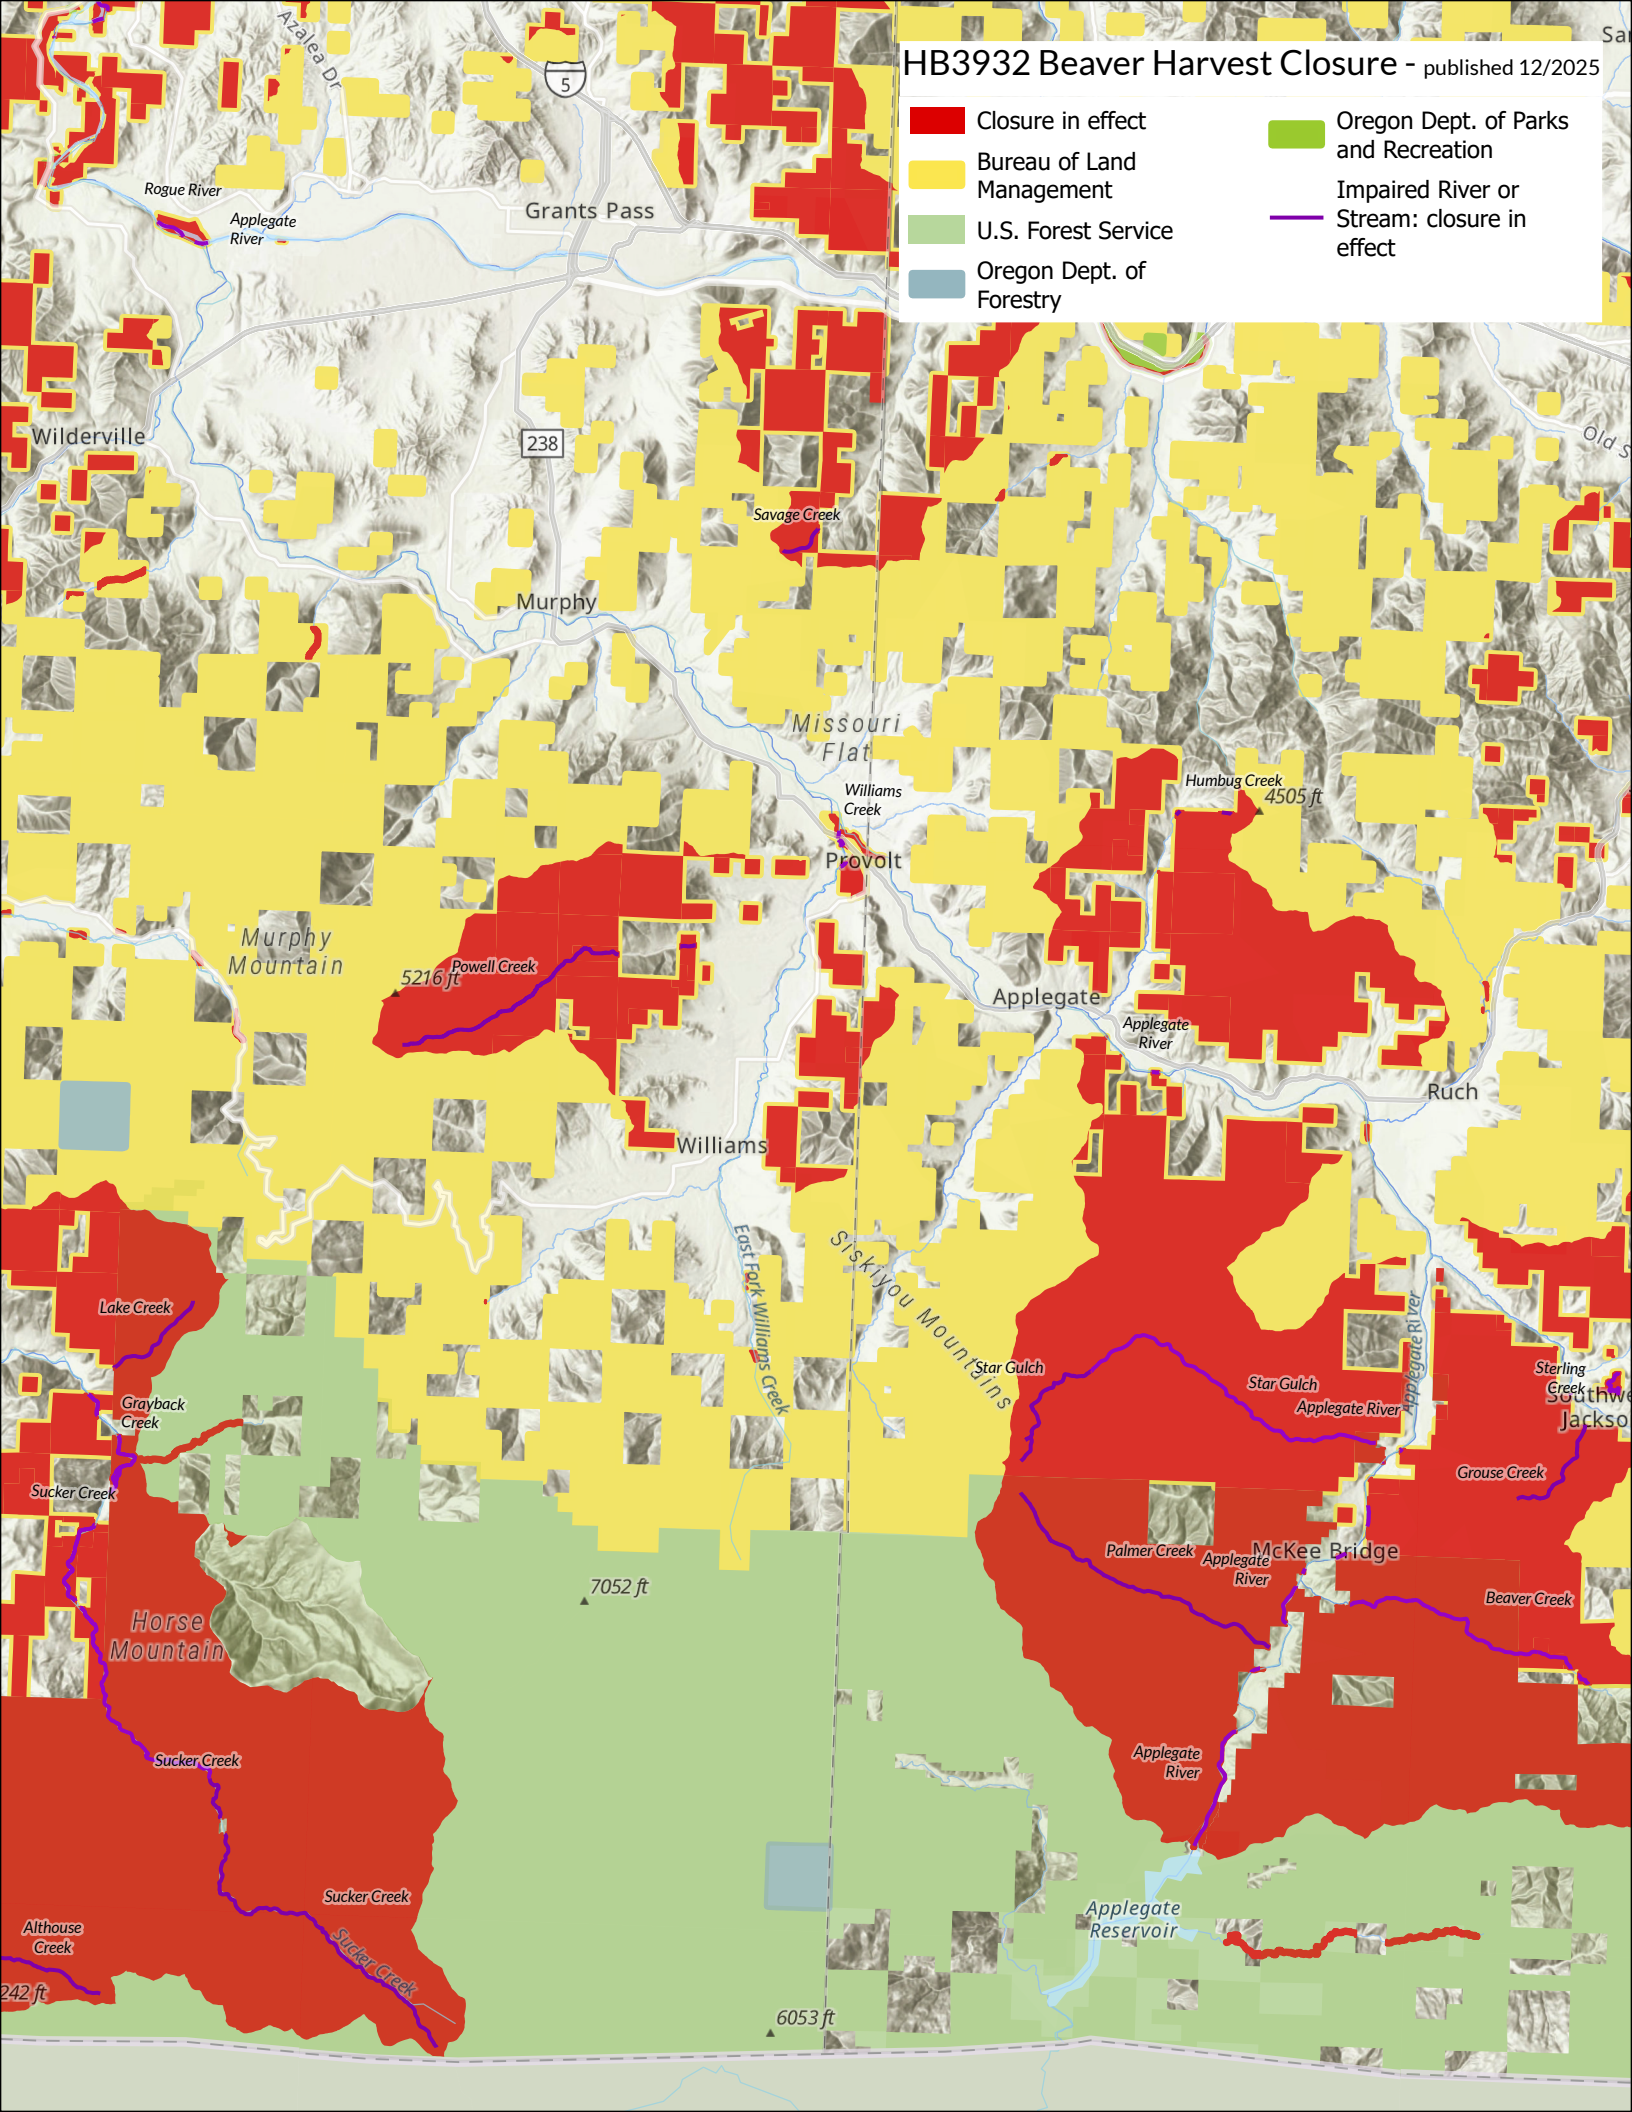 HB3932 Beaver Harvest Closure - published 12/2025
Closure in effect
Bureau of Land
Management
U.S. Forest Service
Oregon Dept. of
Forestry
Oregon Dept. of Parks
and Recreation
Impaired River or
Stream: closure in
effect
Azalea Dr
5
Rogue River
Applegate
River
Grants Pass
Wilderville
238
Old S
Savage Creek
Murphy
Missouri
Flat
Williams
Creek
Provolt
Humbug Creek
4505 ft
Murphy
Mountain
5216 ft
Powell Creek
Applegate
Applegate
River
Ruch
Williams
East Fork Williams Creek
Siskiyou Mountains
Lake Creek
Grayback
Creek
Sucker Creek
Star Gulch
Star Gulch
Applegate River
Applegate River
Sterling
Creek
Southwe
Jackso
Grouse Creek
McKee Bridge
Palmer Creek
Applegate
River
Beaver Creek
7052 ft
Horse
Mountain
Sucker Creek
Applegate
River
Sucker Creek
Sucker Creek
Althouse
Creek
242 ft
Applegate
Reservoir
6053 ft